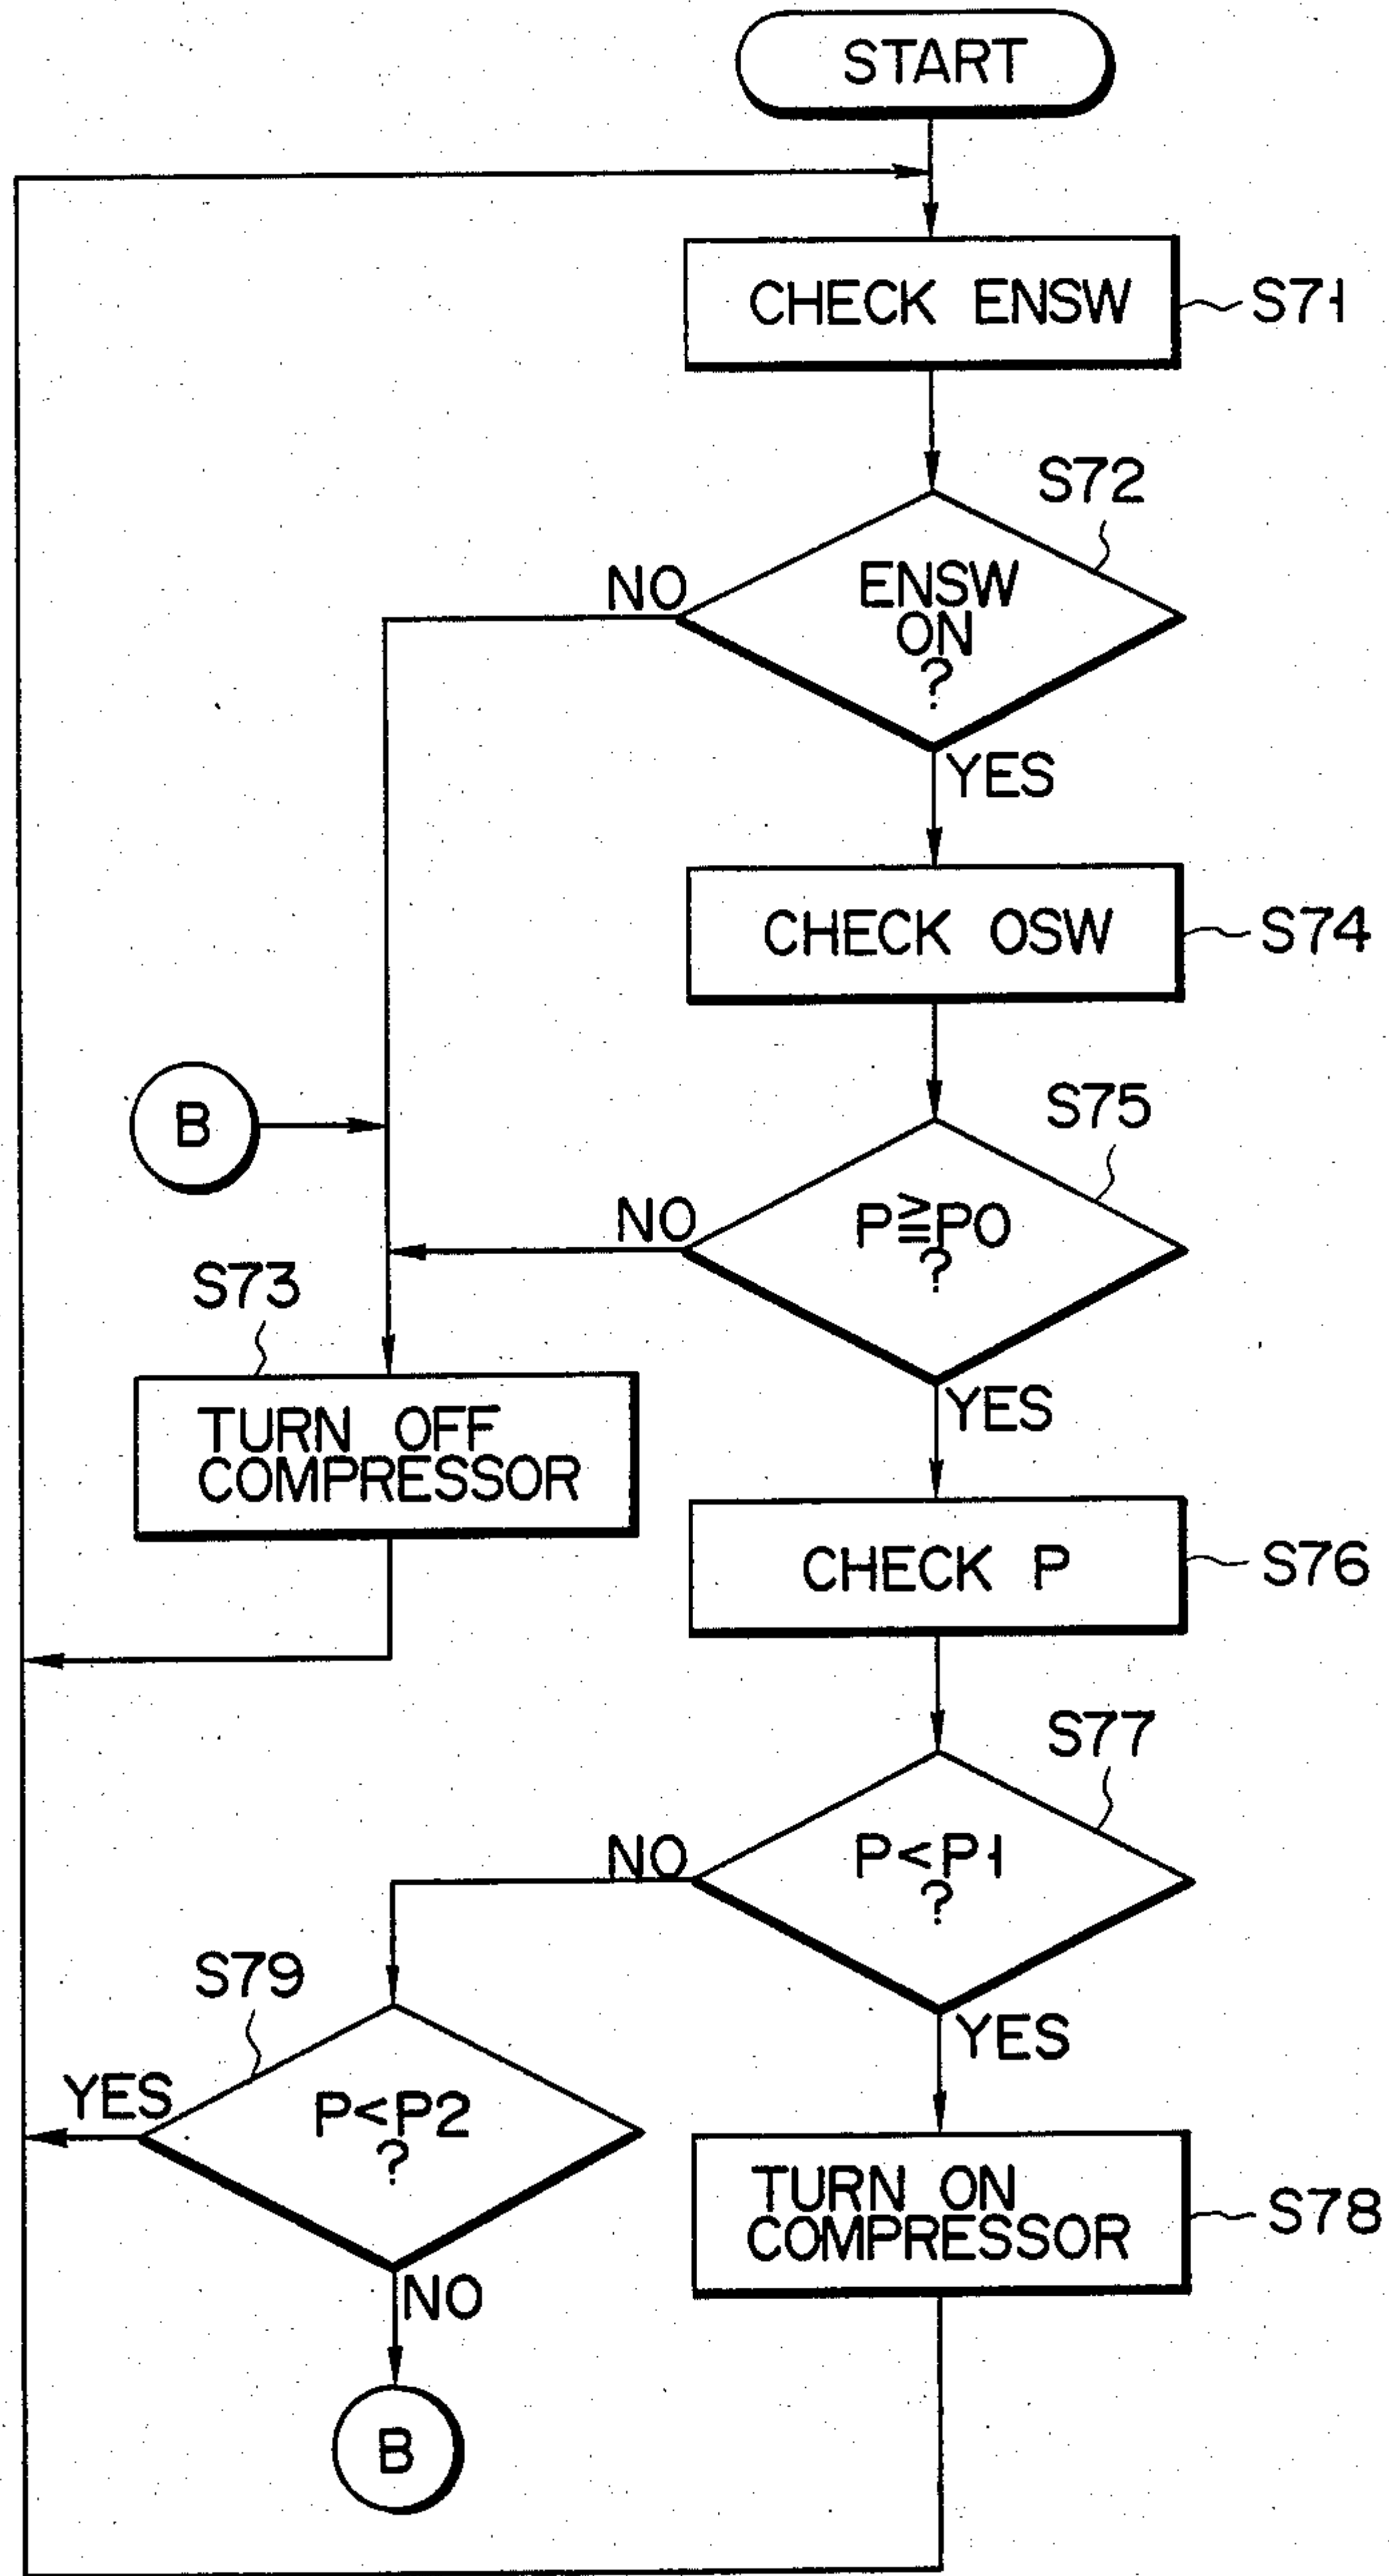 START
CHECK ENSW
S71
S72
NO
ENSW
ON
?
YES
CHECK OSW
S74
B
S75
NO
P≧P0
?
S73
YES
TURN OFF
COMPRESSOR
CHECK P
S76
S77
NO
P<P1
?
S79
YES
YES
P<P2
?
TURN ON
COMPRESSOR
S78
NO
B